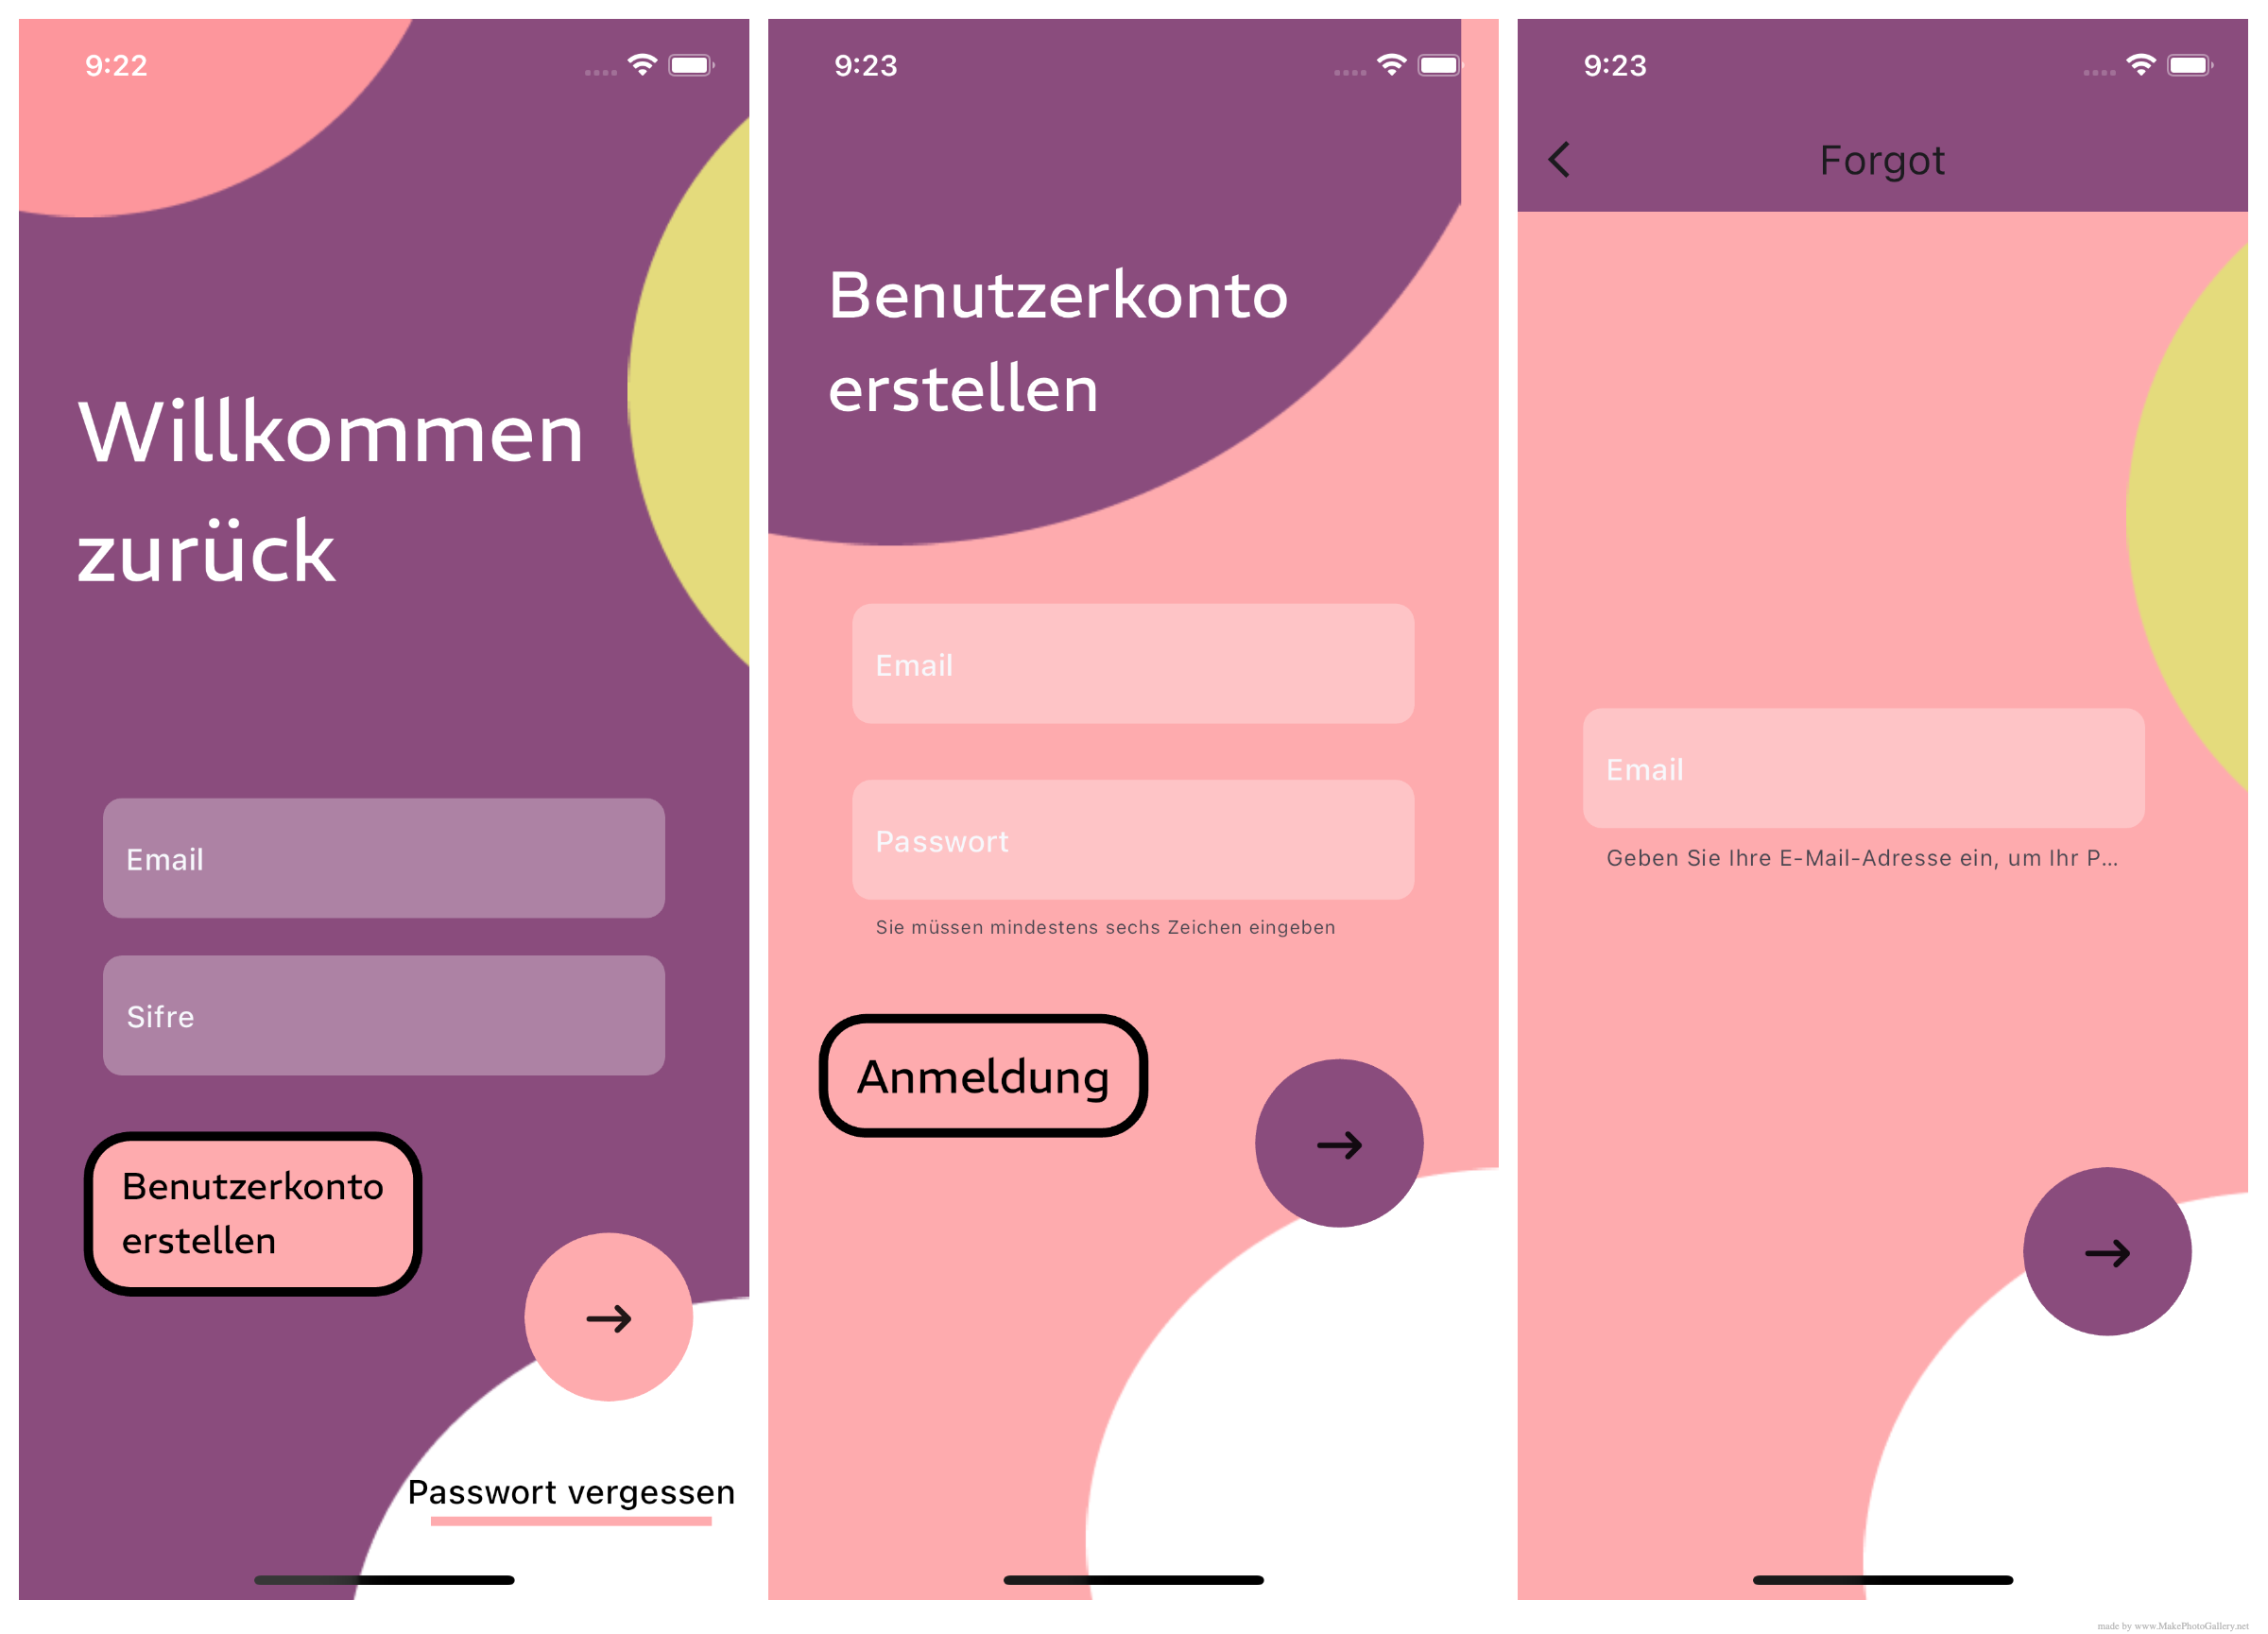 9:22
Willkommen
zurück
Email
Sifre
Benutzerkonto
erstellen
Passwort vergessen
9:23
Benutzerkonto
erstellen
Email
Passwort
Sie müssen mindestens sechs Zeichen eingeben
Anmeldung
9:23
Forgot
Email
Geben Sie Ihre E-Mail-Adresse ein, um Ihr P...
made by www.MakePhotoGallery.net